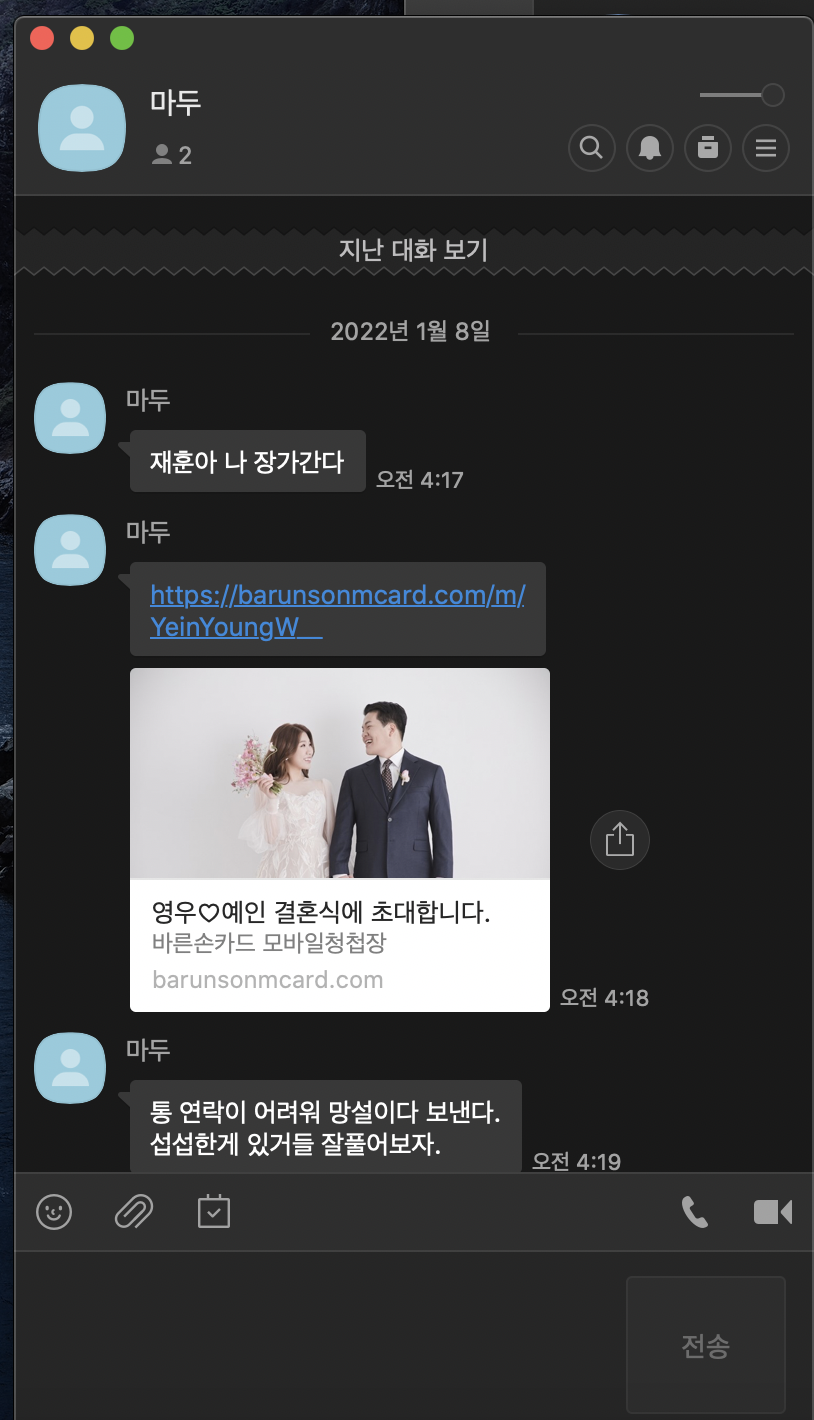 마두
2
지난 대화 보기
2022년 1월 8일
마두
재훈아 나 장가간다
오전 4:17
마두
https://barunsonmcard.com/m/
YeinYoungW__
영우♡예인 결혼식에 초대합니다.
바른손카드 모바일청첩장
barunsonmcard.com
오전 4:18
마두
통 연락이 어려워 망설이다 보낸다.
섭섭한게 있거들 잘풀어보자.
오전 4:19
전송